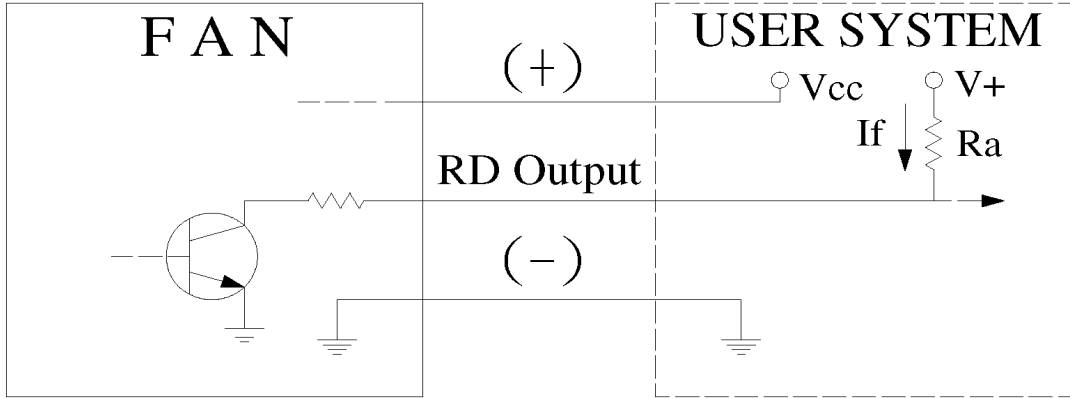 F A N
USER SYSTEM
(+)
Vcc
V+
If
Ra
RD Output
(−)